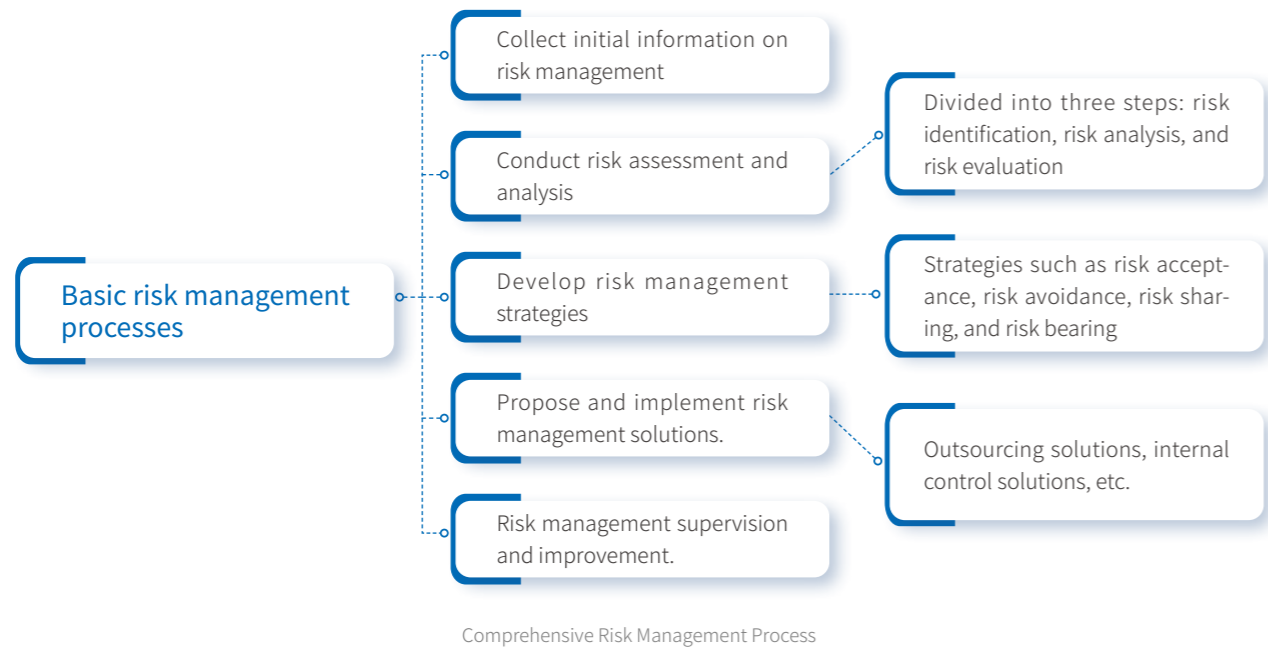 Basic risk management
processes
Collect initial information on
risk management
Conduct risk assessment and
analysis
Divided into three steps: risk
identification, risk analysis, and
risk evaluation
Develop risk management
strategies
Strategies such as risk accept-
ance, risk avoidance, risk shar-
ing, and risk bearing
Propose and implement risk
management solutions.
Outsourcing solutions, internal
control solutions, etc.
Risk management supervision
and improvement.
Comprehensive Risk Management Process